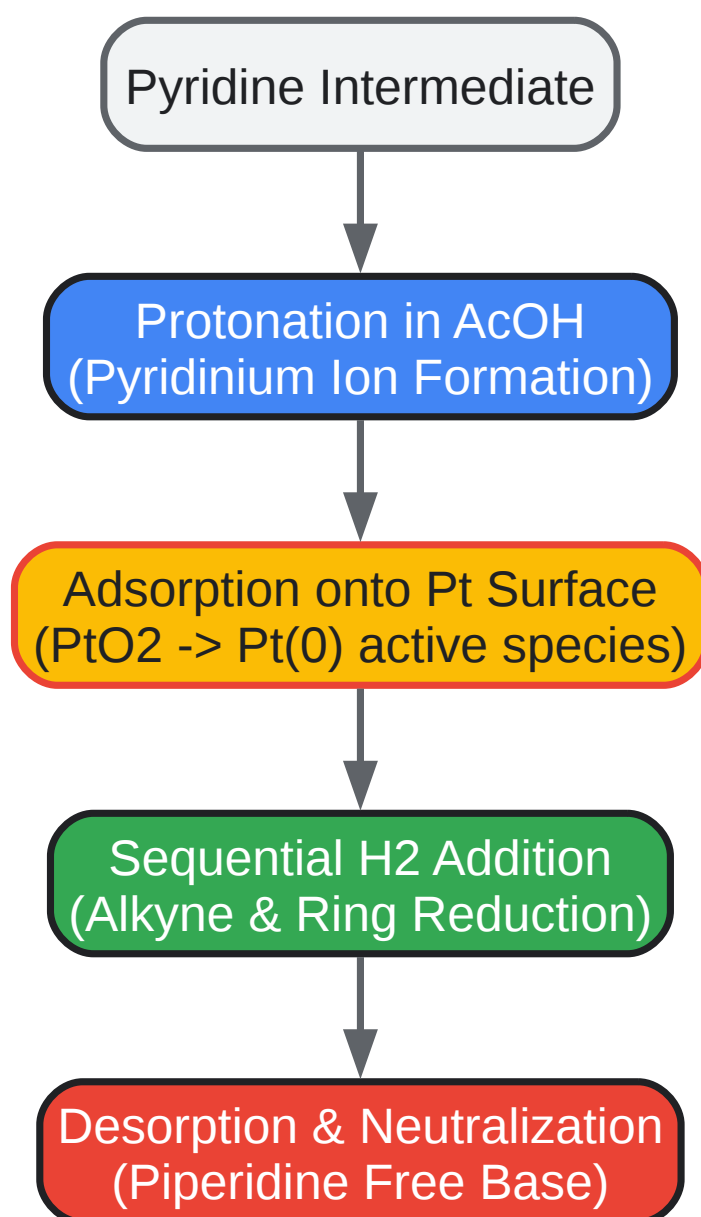 Pyridine Intermediate
Protonation in AcOH
(Pyridinium Ion Formation)
Adsorption onto Pt Surface
(PtO2 -> Pt(0) active species)
Sequential H2 Addition
(Alkyne & Ring Reduction)
Desorption & Neutralization
(Piperidine Free Base)